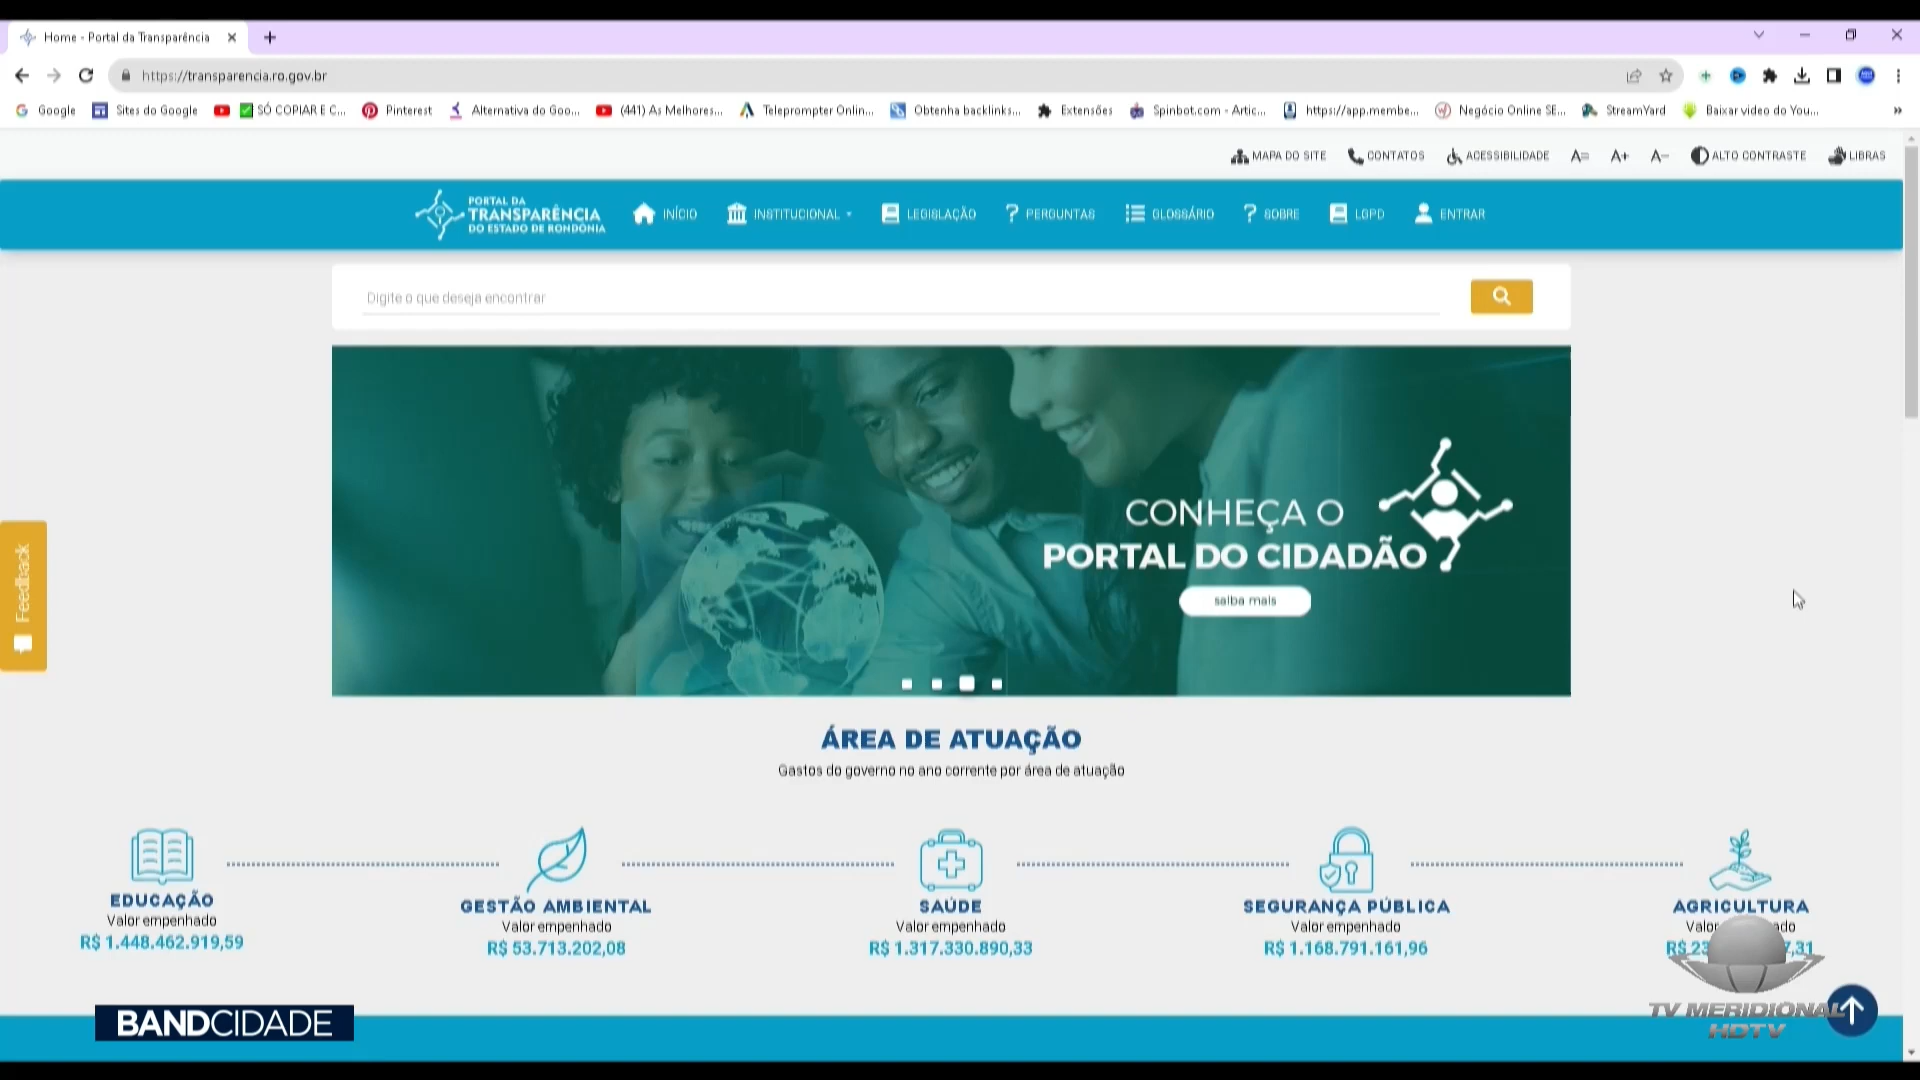 Home - Portal da Transparência
https://transparencia.ro.gov.br
Google
Sites do Google
SÓ COPIAR E C...
Pinterest
Alternativa do Goo...
(441) As Melhores...
Teleprompter Onlin...
Obtenha backlinks...
Extensões
Spinbot.com - Artic...
https://app.membe...
Negócio Online SE...
StreamYard
Baixar video do You...
MAPA DO SITE
CONTATOS
ACESSIBILIDADE
A=
A+
A-
ALTO CONTRASTE
LIBRAS
PORTAL DA
TRANSPARÊNCIA
DO ESTADO DE RONDÔNIA
INÍCIO
INSTITUCIONAL
LEGISLAÇÃO
PERGUNTAS
GLOSSÁRIO
SOBRE
LGPD
ENTRAR
Digite o que deseja encontrar
CONHEÇA O
PORTAL DO CIDADÃO
saiba mais
Feedback
ÁREA DE ATUAÇÃO
Gastos do governo no ano corrente por área de atuação
EDUCAÇÃO
Valor empenhado
R$ 1.448.462.919,59
GESTÃO AMBIENTAL
Valor empenhado
R$ 53.713.202,08
SAÚDE
Valor empenhado
R$ 1.317.330.890,33
SEGURANÇA PÚBLICA
Valor empenhado
R$ 1.168.791.161,96
AGRICULTURA
BANDCIDADE
TV MERIDIONAL
HDTV